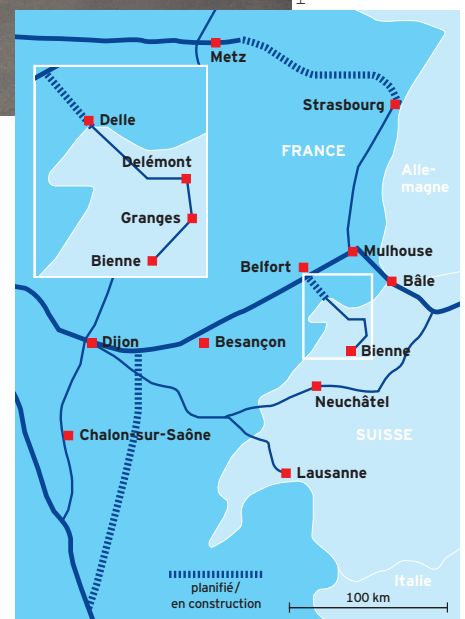 Metz
Strasbourg
Delle
FRANCE
Delémont
Alle-
magne
Granges
Mulhouse
Bienne
Belfort
Bâle
Dijon
Besançon
Bienne
Neuchâtel
Chalon-sur-Saône
SUISSE
Lausanne
planifié/
en construction
Italie
100 km